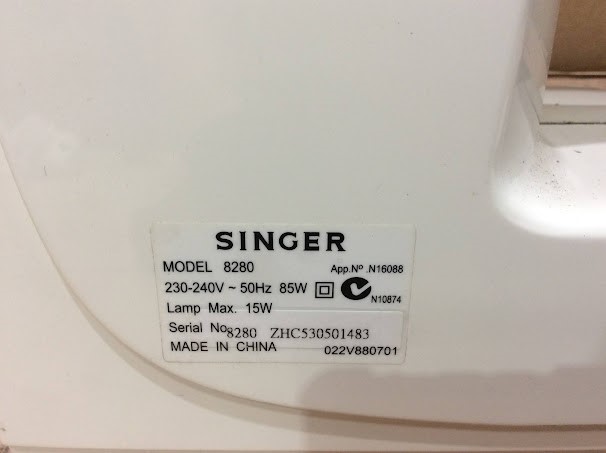 SINGER
MODEL 8280 App.Nº .N16088
230-240V ~ 50Hz 85W N10874
Lamp Max. 15W
Serial No 8280 ZHC530501483
MADE IN CHINA 022V880701